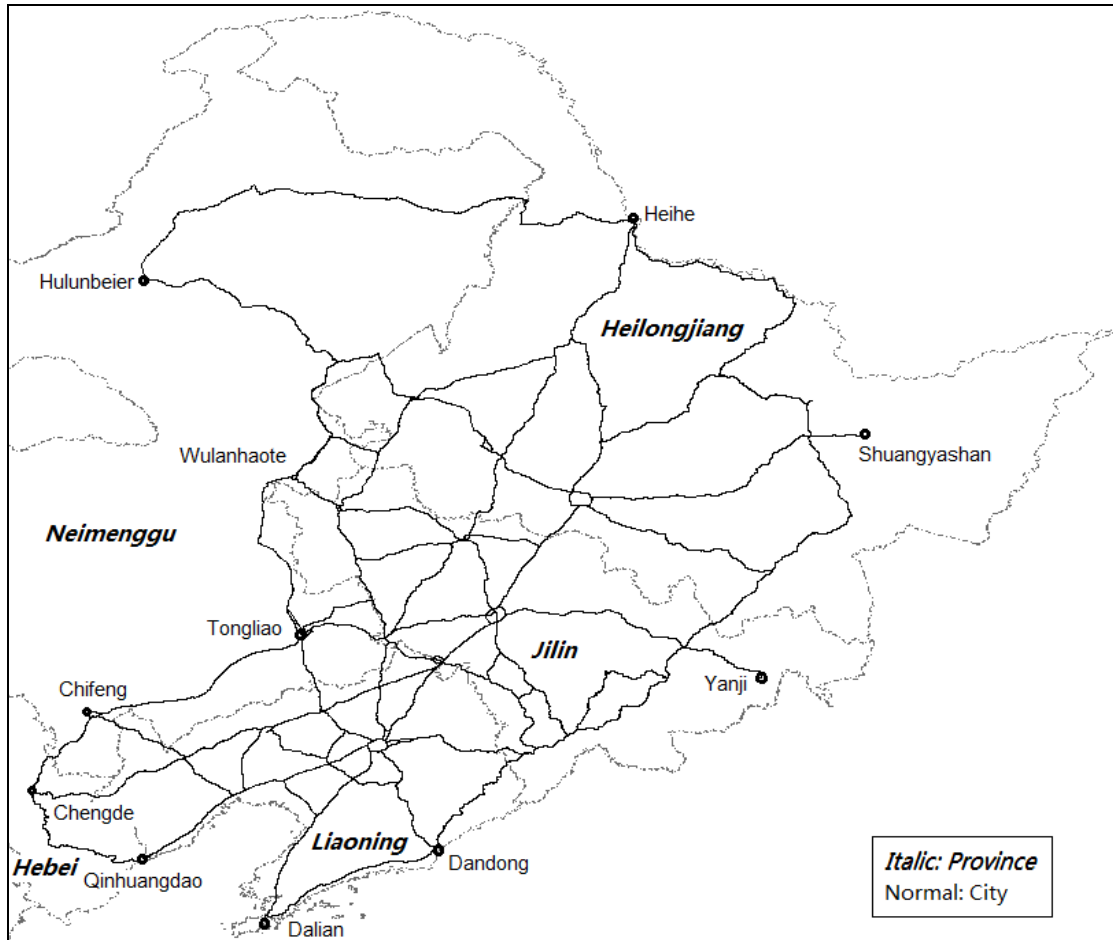 Heihe
Hulunbeier
Heilongjiang
Shuangyashan
Wulanhaote
Neimenggu
Tongliao
Jilin
Yanji
Chifeng
Chengde
Liaoning
Dandong
Hebei
Qinhuangdao
Dalian
Italic: Province
Normal: City